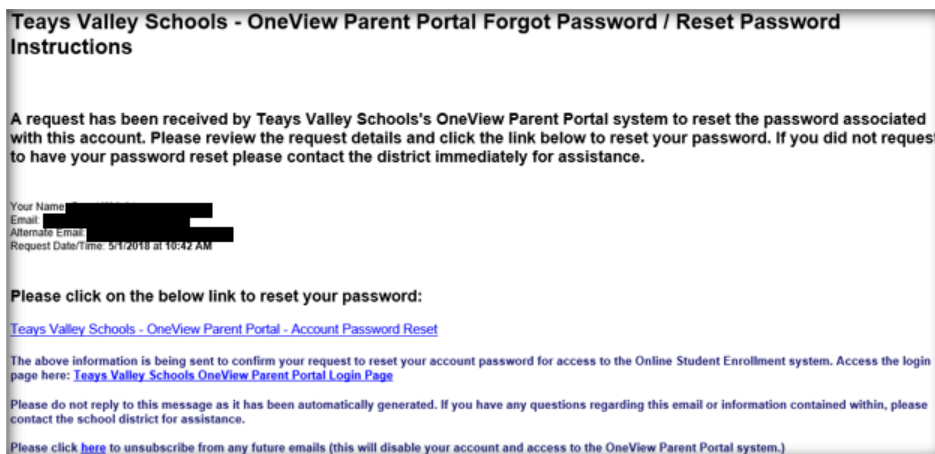 Teays Valley Schools - OneView Parent Portal Forgot Password / Reset Password
Instructions
A request has been received by Teays Valley Schools's OneView Parent Portal system to reset the password associated
with this account. Please review the request details and click the link below to reset your password. If you did not request
to have your password reset please contact the district immediately for assistance.
Your Name:
Email:
Alternate Email:
Request Date/Time: 5/1/2018 at 10:42 AM
Please click on the below link to reset your password:
Teays Valley Schools - OneView Parent Portal - Account Password Reset
The above information is being sent to confirm your request to reset your account password for access to the Online Student Enrollment system. Access the login
page here: Teays Valley Schools OneView Parent Portal Login Page
Please do not reply to this message as it has been automatically generated. If you have any questions regarding this email or information contained within, please
contact the school district for assistance.
Please click here to unsubscribe from any future emails (this will disable your account and access to the OneView Parent Portal system.)